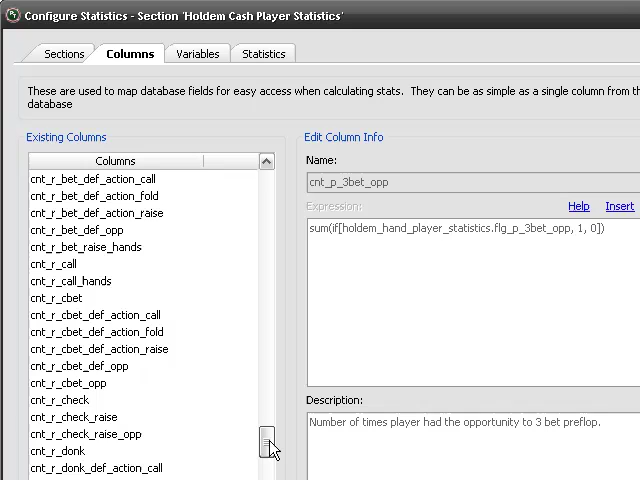 Configure Statistics - Section 'Holdem Cash Player Statistics'
Sections
Columns
Variables
Statistics
These are used to map database fields for easy access when calculating stats. They can be as simple as a single column from th
database
Existing Columns
Columns
cnt_r_bet_def_action_call
cnt_r_bet_def_action_fold
cnt_r_bet_def_action_raise
cnt_r_bet_def_opp
cnt_r_bet_raise_hands
cnt_r_call
cnt_r_call_hands
cnt_r_cbet
cnt_r_cbet_def_action_call
cnt_r_cbet_def_action_fold
cnt_r_cbet_def_action_raise
cnt_r_cbet_def_opp
cnt_r_cbet_opp
cnt_r_check
cnt_r_check_raise
cnt_r_check_raise_opp
cnt_r_donk
cnt_r_donk_def_action_call
Edit Column Info
Name:
cnt_p_3bet_opp
Expression:
Help
Insert
sum(if[holdem_hand_player_statistics.flg_p_3bet_opp, 1, 0])
Description:
Number of times player had the opportunity to 3 bet preflop.